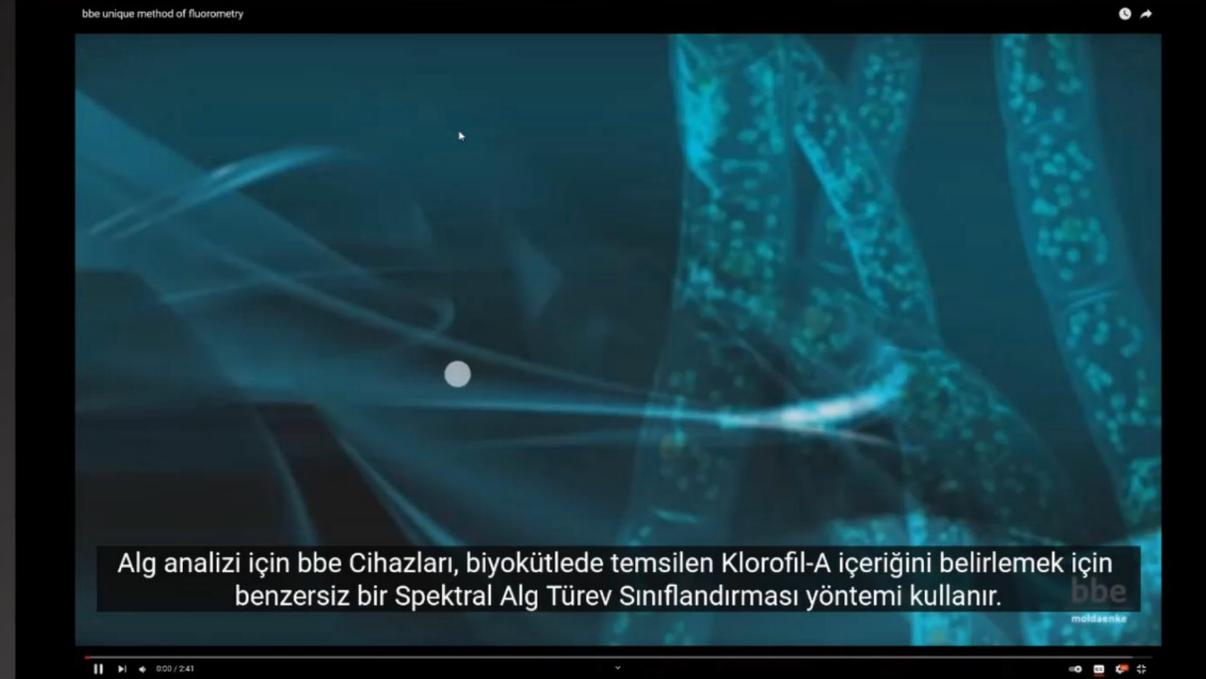 bbe unique method of fluorometry
Alg analizi için bbe Cihazları, biyokütlede temsilen Klorofil-A içeriğini belirlemek için
benzersiz bir Spektral Alg Türev Sınıflandırması yöntemi kullanır.
bbe
moldaenke
0:00 / 2:41